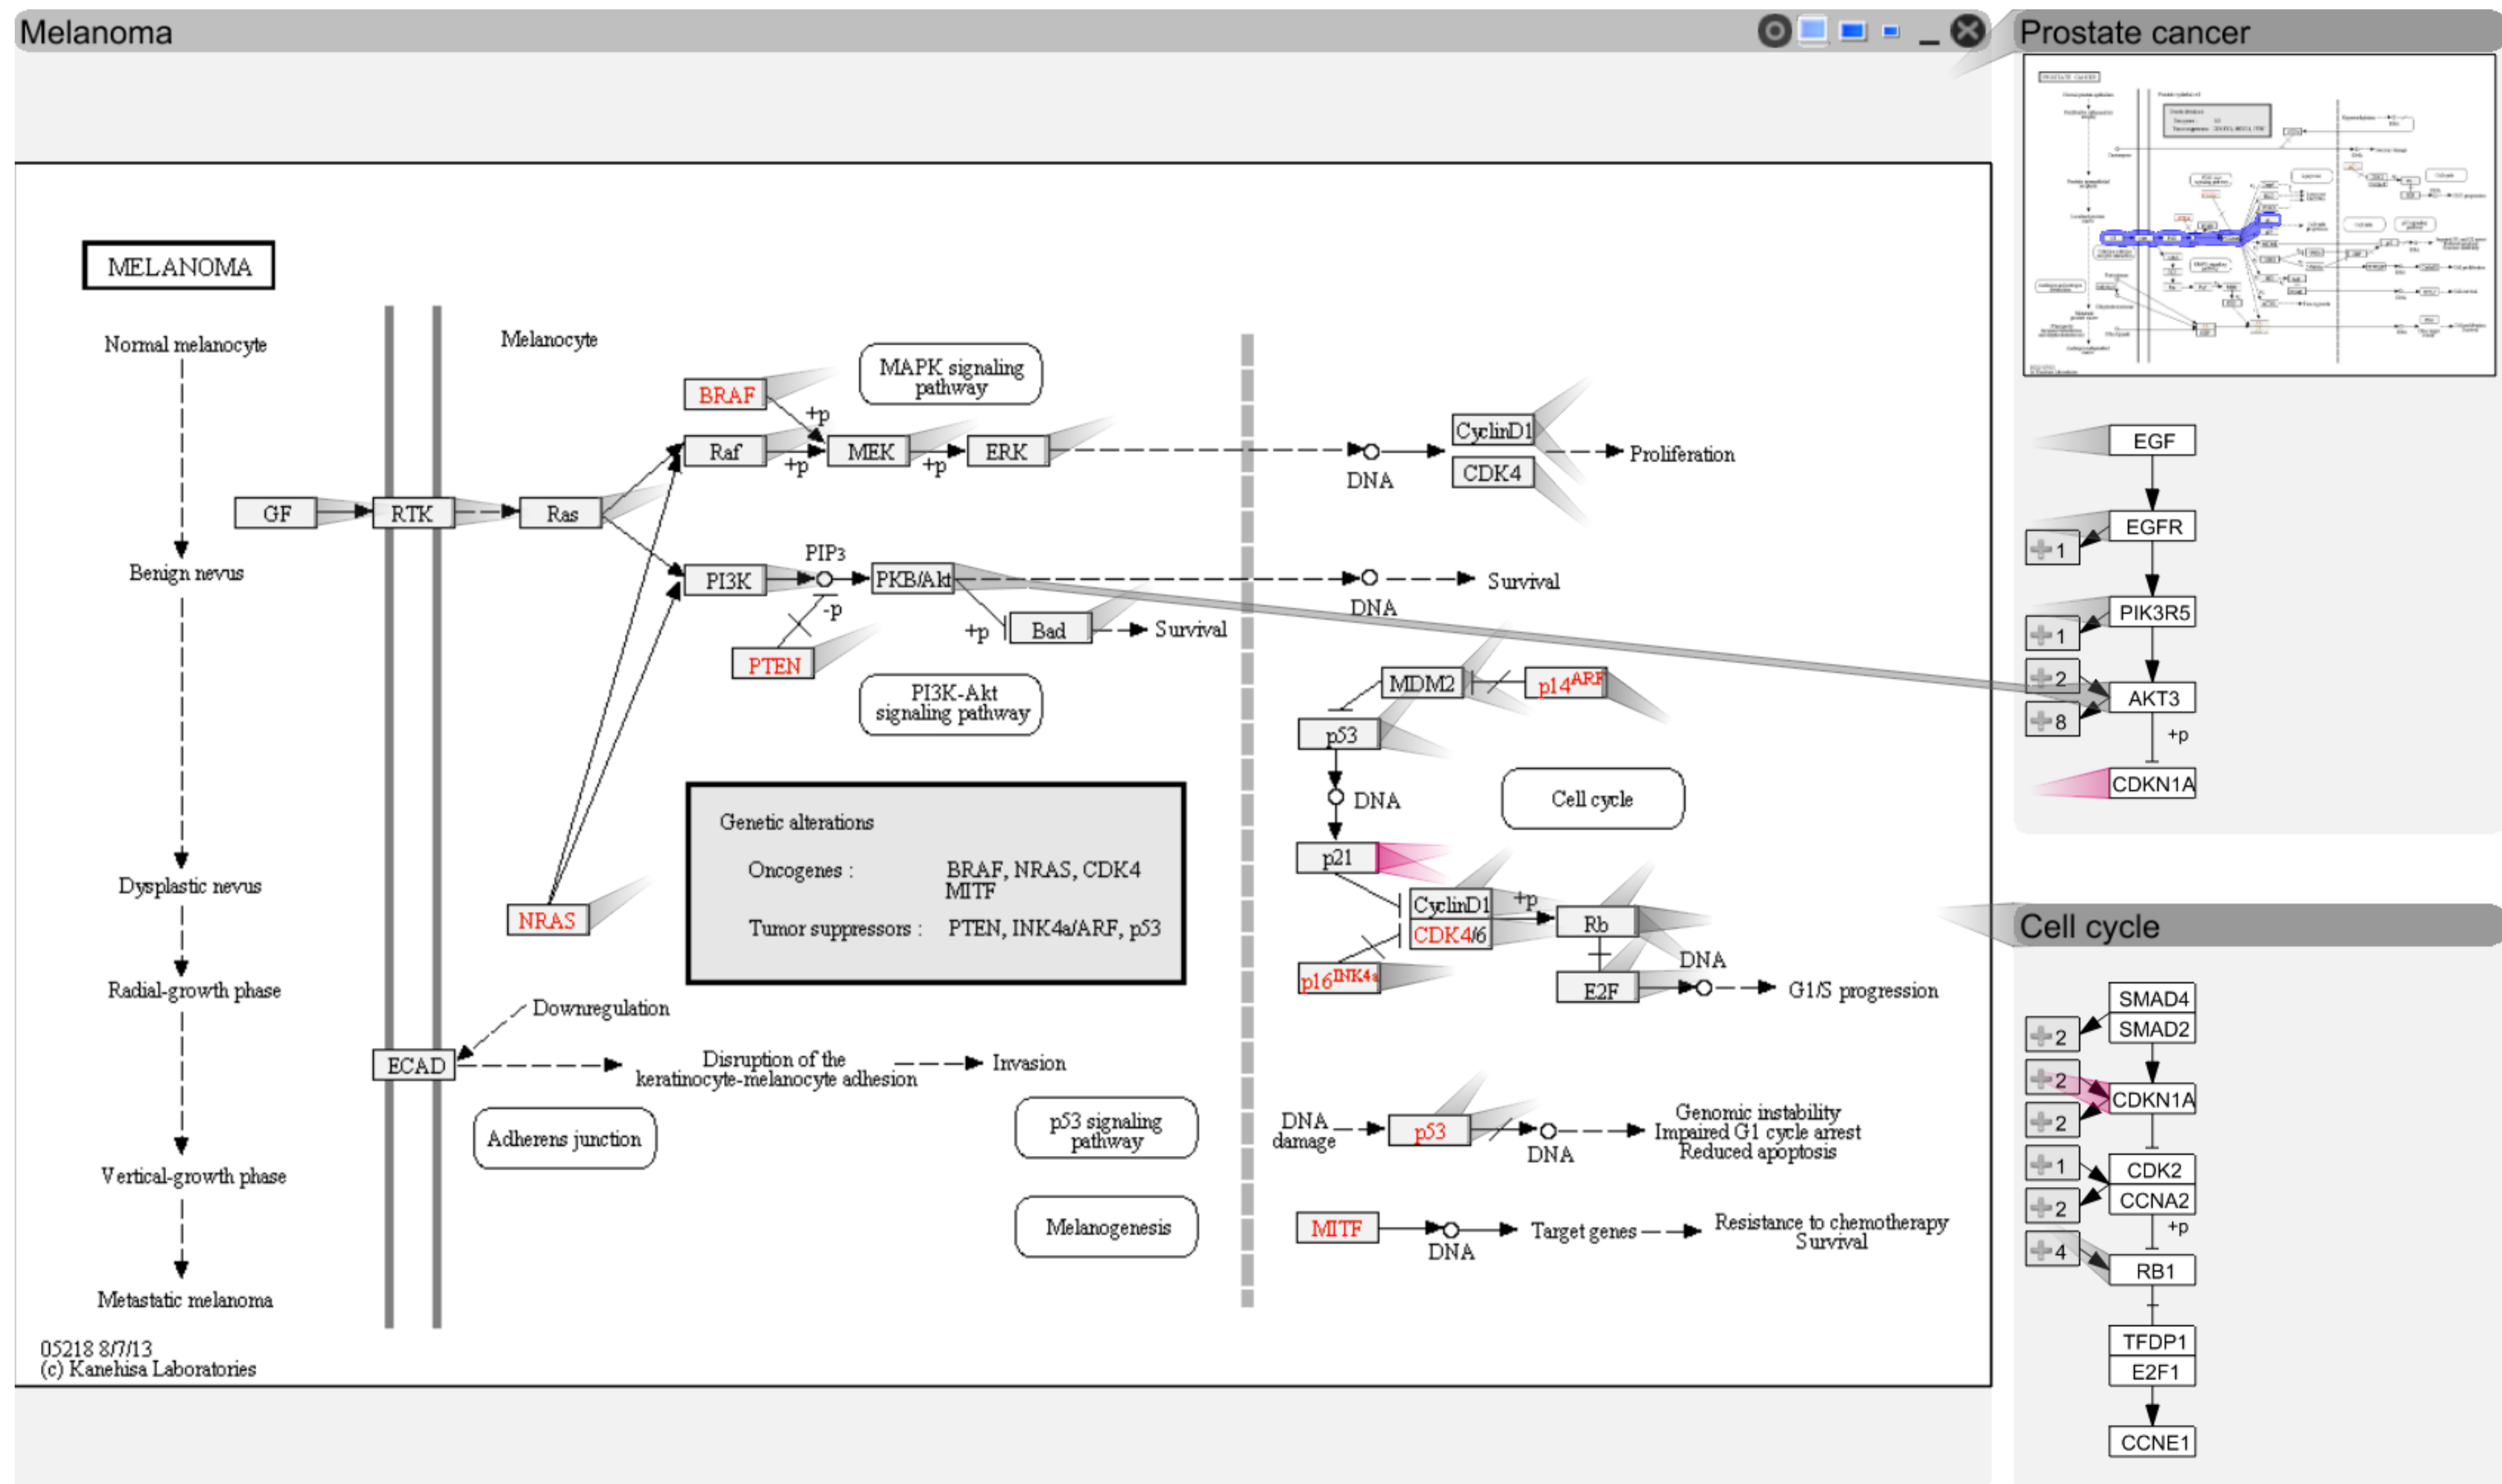 Melanoma
MELANOMA
Normal melanocyte
Benign nevus
Dysplastic nevus
Radial-growth phase
Vertical-growth phase
Metastatic melanoma
05218 8/7/13
(c) Kanehisa Laboratories
Melanocyte
MAPK signaling
pathway
BRAF
+p
Raf
+p
MEK
+p
ERK
DNA
CyclinD1
CDK4
Proliferation
GF
RTK
Ras
PI3K
PIP3
-p
PKB/Akt
DNA
Survival
PTEN
+p
Bad
Survival
PI3K-Akt
signaling pathway
MDM2
p14ARF
p53
DNA
Cell cycle
p21
CyclinD1
CDK4/6
+p
Rb
p16INK4a
E2F
DNA
G1/S progression
Genetic alterations
Oncogenes :
BRAF, NRAS, CDK4
MITF
Tumor suppressors :
PTEN, INK4a/ARF, p53
NRAS
Downregulation
ECAD
Disruption of the
keratinocyte-melanocyte adhesion
Invasion
Adherens junction
p53 signaling
pathway
Melanogenesis
DNA
damage
p53
DNA
Genomic instability
Impaired G1 cycle arrest
Reduced apoptosis
MITF
DNA
Target genes
Resistance to chemotherapy
Survival
Prostate cancer
PROSTATE CANCER
EGF
EGFR
1
PIK3R5
1
2
AKT3
8
+p
CDKN1A
Cell cycle
SMAD4
SMAD2
2
2
CDKN1A
2
1
CDK2
CCNA2
2
+p
4
RB1
TFDP1
E2F1
CCNE1